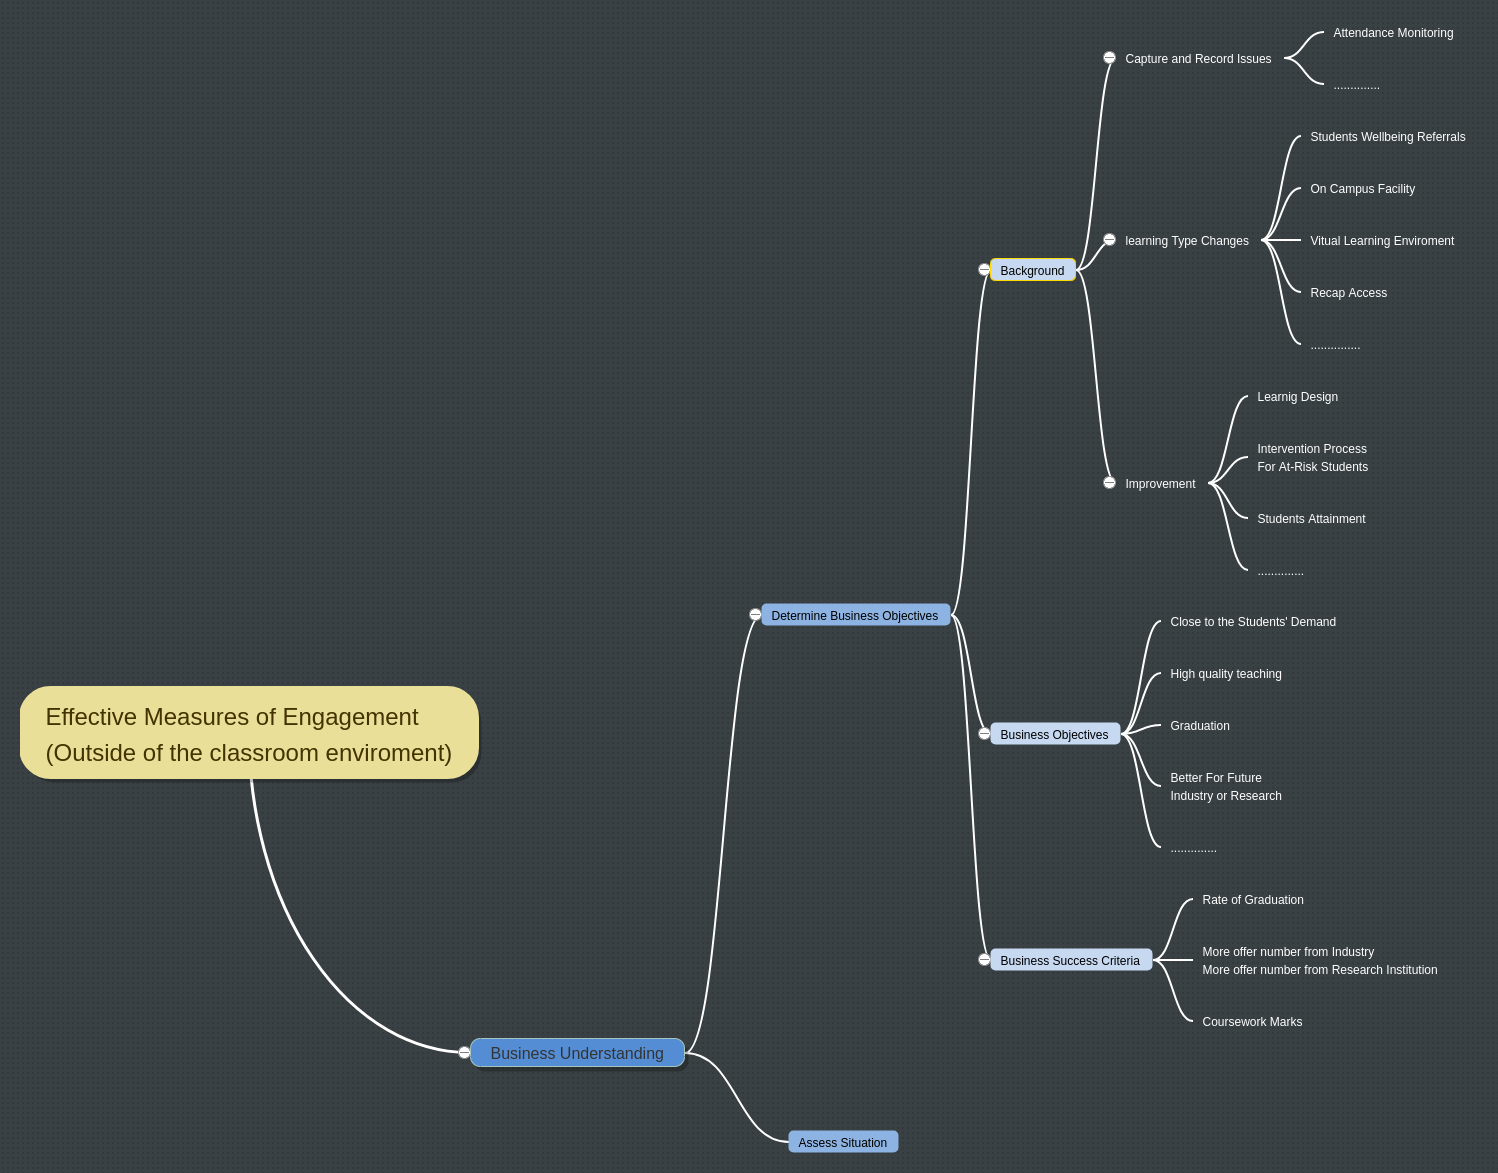 Attendance Monitoring
Capture and Record Issues
..............
Students Wellbeing Referrals
On Campus Facility
learning Type Changes
Vitual Learning Enviroment
Background
Recap Access
...............
Learnig Design
Intervention Process
For At-Risk Students
Improvement
Students Attainment
..............
Determine Business Objectives
Close to the Students' Demand
High quality teaching
Effective Measures of Engagement
(Outside of the classroom enviroment)
Business Objectives
Graduation
Better For Future
Industry or Research
..............
Rate of Graduation
Business Success Criteria
More offer number from Industry
More offer number from Research Institution
Coursework Marks
Business Understanding
Assess Situation